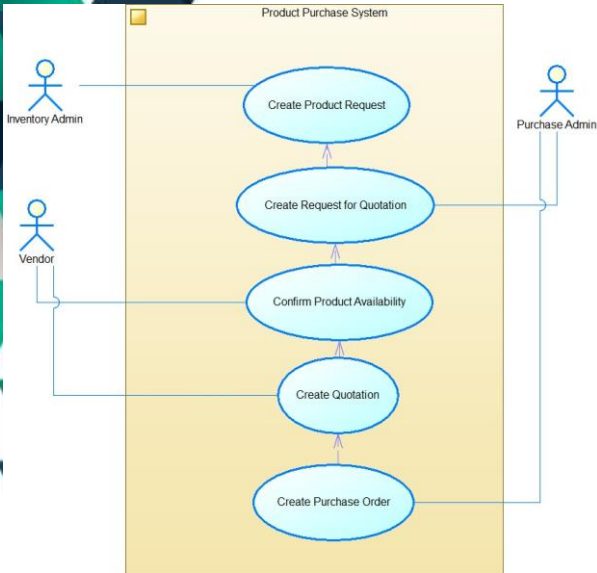 Product Purchase System
Inventory Admin
Create Product Request
Purchase Admin
Create Request for Quotation
Vendor
Confirm Product Availability
Create Quotation
Create Purchase Order